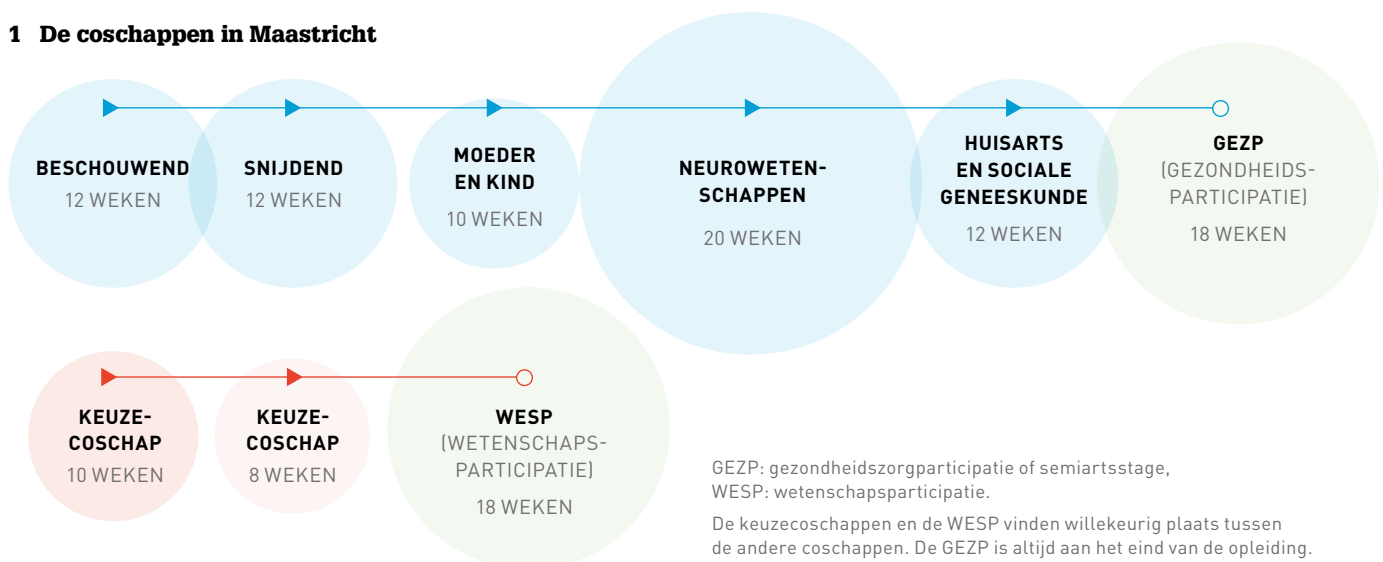 1 De coschappen in Maastricht
BESCHOUWEND
12 WEKEN
SNIJDEND
12 WEKEN
MOEDER
EN KIND
10 WEKEN
NEUROWETEN-
SCHAPPEN
20 WEKEN
HUISARTS
EN SOCIALE
GENEESKUNDE
12 WEKEN
GEZP
(GEZONDHEIDS-
PARTICIPATIE)
18 WEKEN
KEUZE-
COSCHAP
10 WEKEN
KEUZE-
COSCHAP
8 WEKEN
WESP
(WETENSCHAPS-
PARTICIPATIE)
18 WEKEN
GEZP: gezondheidszorgparticipatie of semiartsstage,
WESP: wetenschapsparticipatie.
De keuzecoschappen en de WESP vinden willekeurig plaats tussen
de andere coschappen. De GEZP is altijd aan het eind van de opleiding.